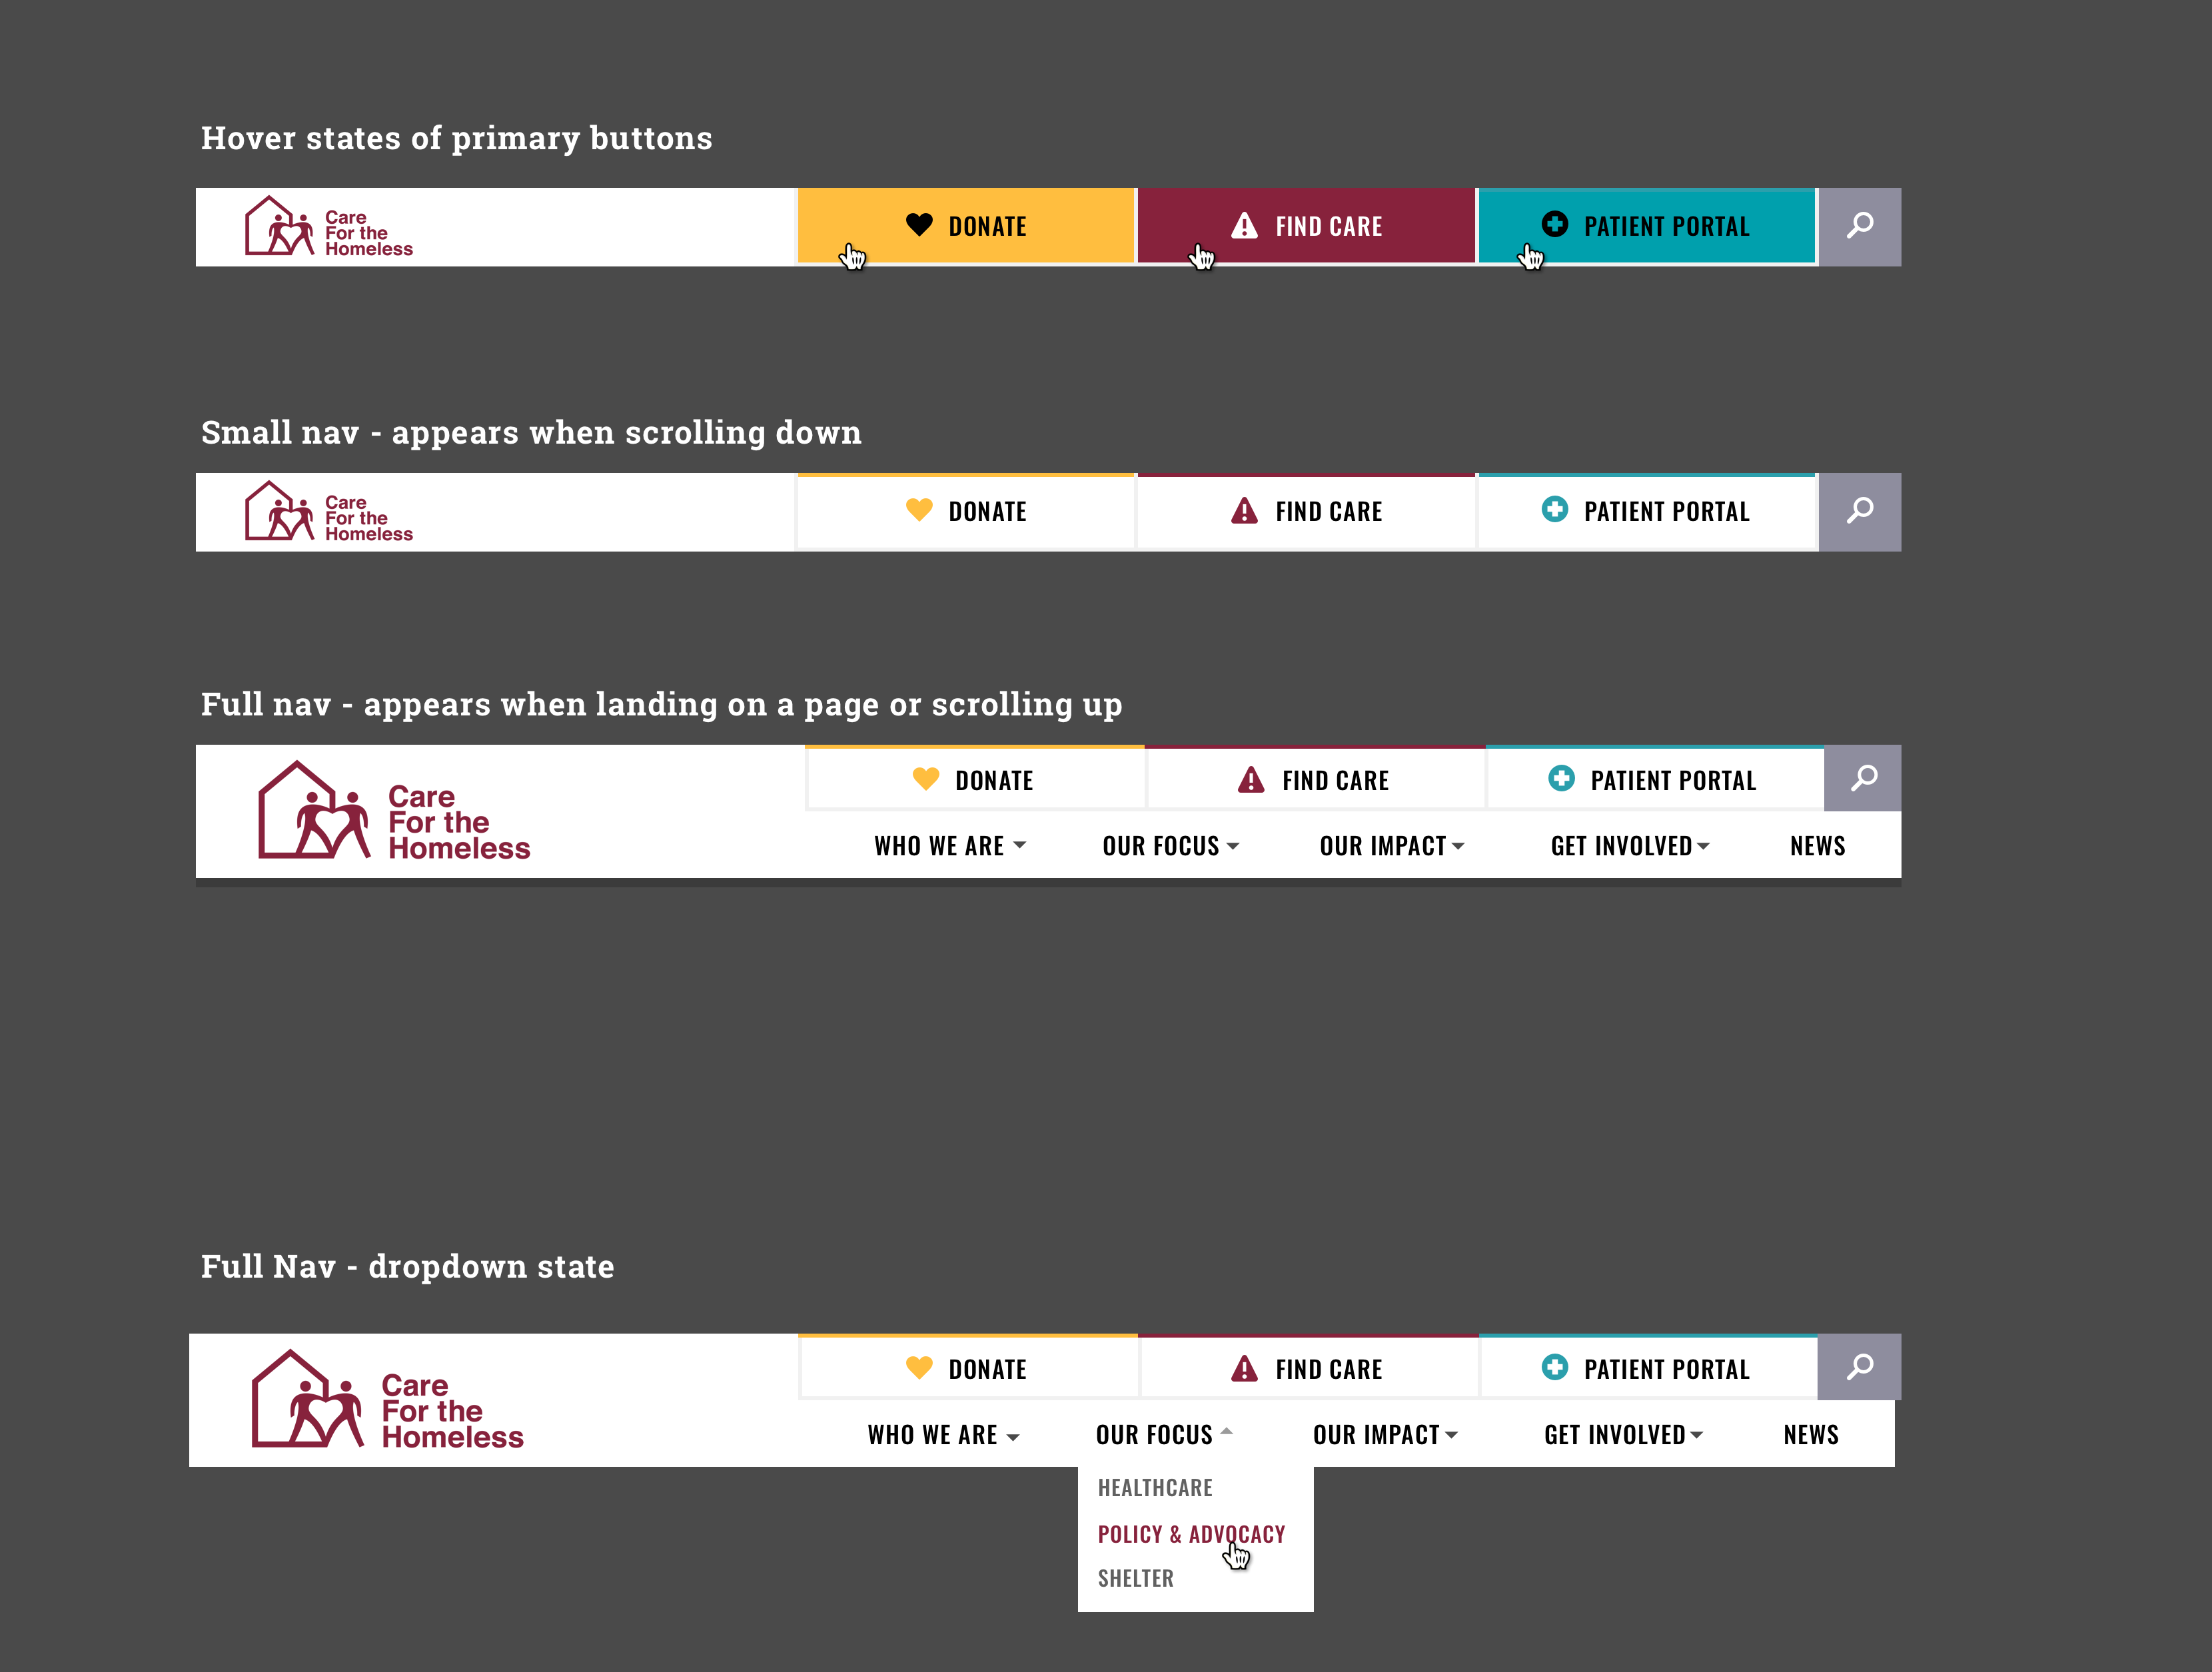 Hover states of primary buttons
Care
For the
Homeless
DONATE
FIND CARE
PATIENT PORTAL
Small nav - appears when scrolling down
Care
For the
Homeless
DONATE
FIND CARE
PATIENT PORTAL
Full nav - appears when landing on a page or scrolling up
Care
For the
Homeless
DONATE
FIND CARE
PATIENT PORTAL
WHO WE ARE
OUR FOCUS
OUR IMPACT
GET INVOLVED
NEWS
Full Nav - dropdown state
Care
For the
Homeless
DONATE
FIND CARE
PATIENT PORTAL
WHO WE ARE
OUR FOCUS
OUR IMPACT
GET INVOLVED
NEWS
HEALTHCARE
POLICY & ADVOCACY
SHELTER